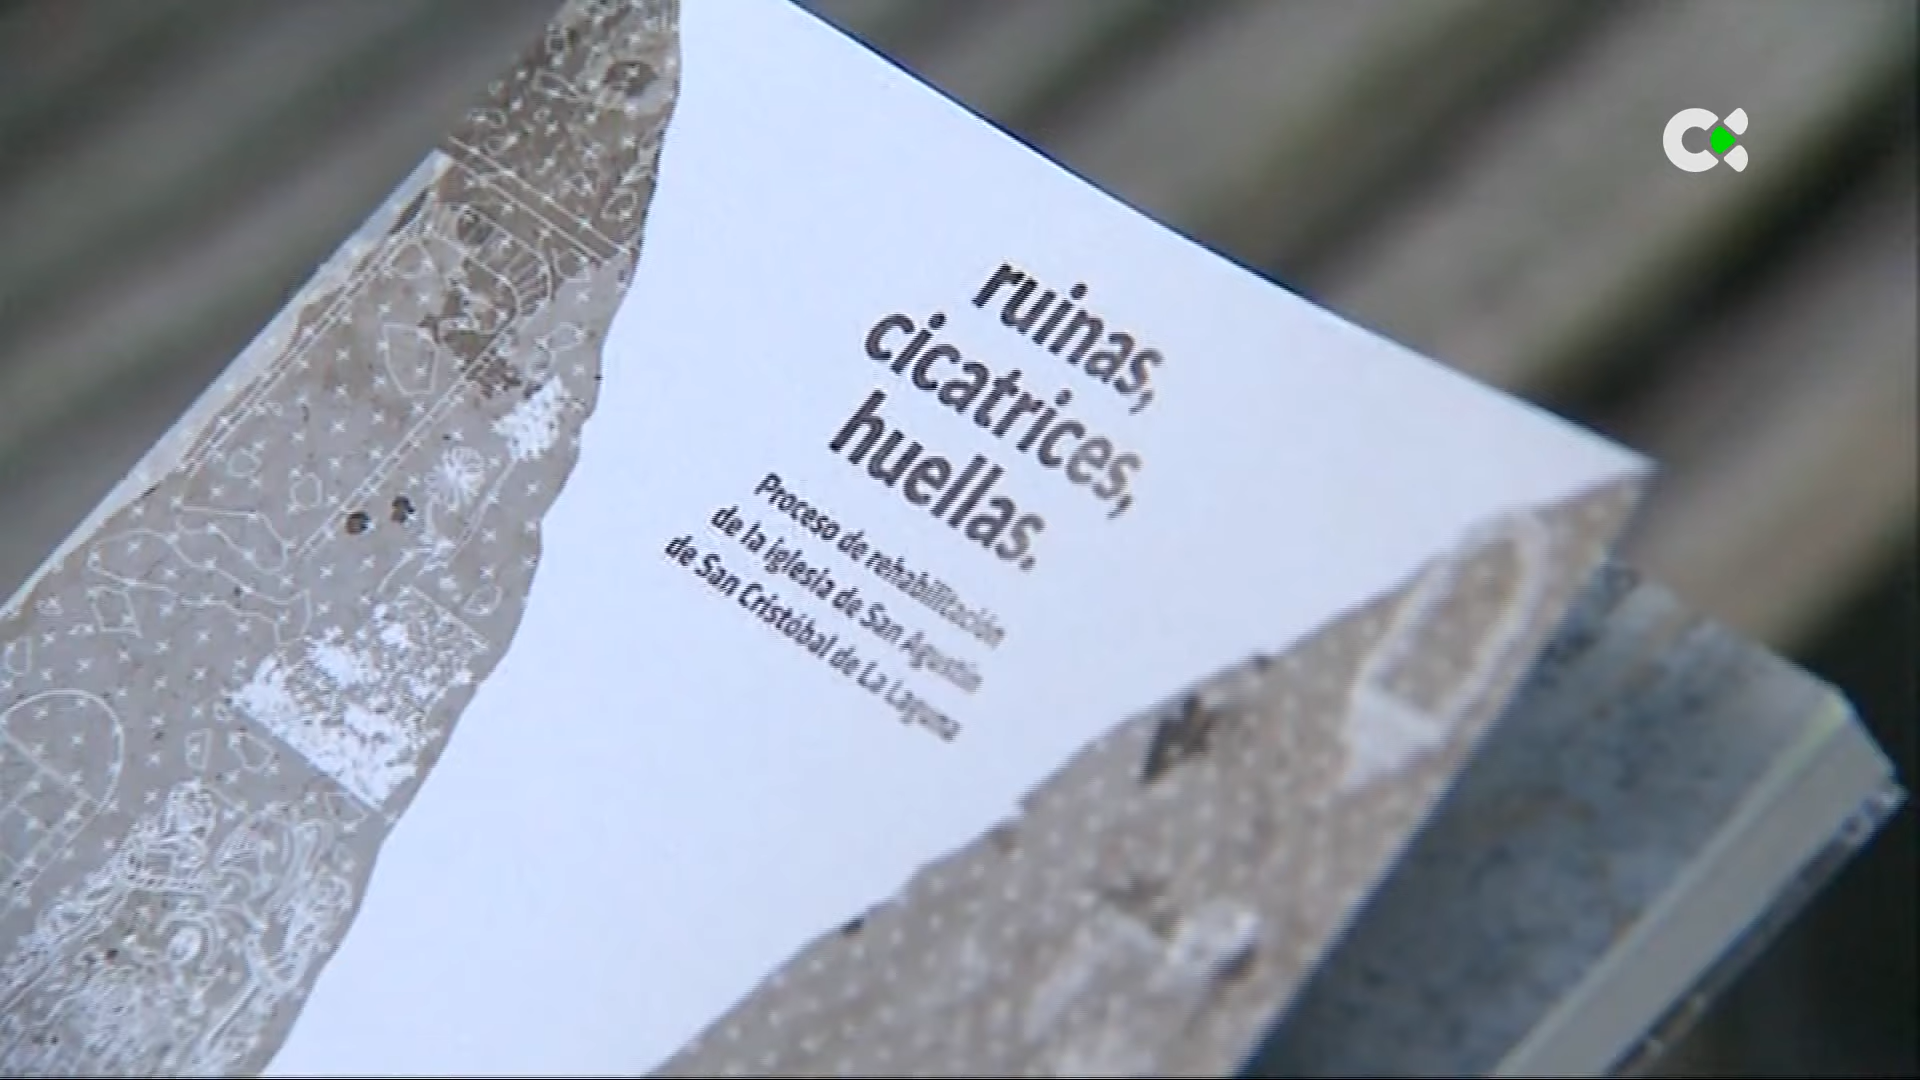 ruinas,
cicatrices,
huellas.
Proceso de rehabilitación
de la iglesia de San Agustín
de San Cristóbal de La Laguna